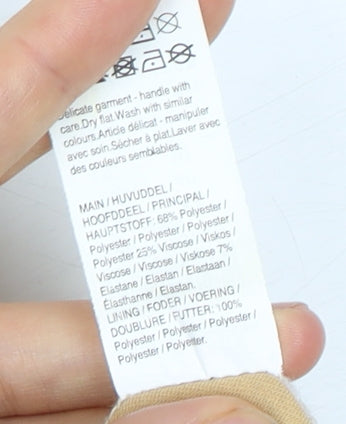 Delicate garment - handle with
care.Dry flat.Wash with similar
colours.Article délicat - manipuler
avec soin.Sécher à plat.Laver avec
des couleurs semblables.
MAIN / HUVUDDEL /
HOOFDDEEL / PRINCIPAL /
HAUPTSTOFF: 68% Polyester /
Polyester / Polyester / Polyester /
Polyester 25% Viscose / Viskos /
Viscose / Viscose / Viskose 7%
Elastane / Elastan / Elastaan /
Elasthanne / Elastan.
LINING / FODER / VOERING /
DOUBLURE / FUTTER: 100%
Polyester / Polyester / Polyester /
Polyester / Polyester.